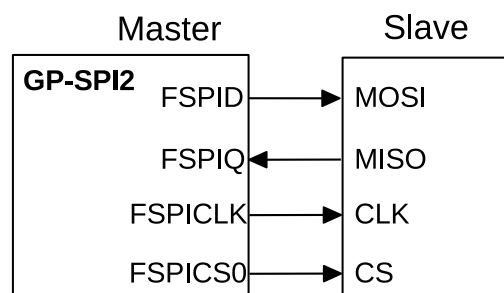 Master Slave
GP-SPI2
FSPID MOSI
FSPIQ MISO
FSPICLK CLK
FSPICS0 CS